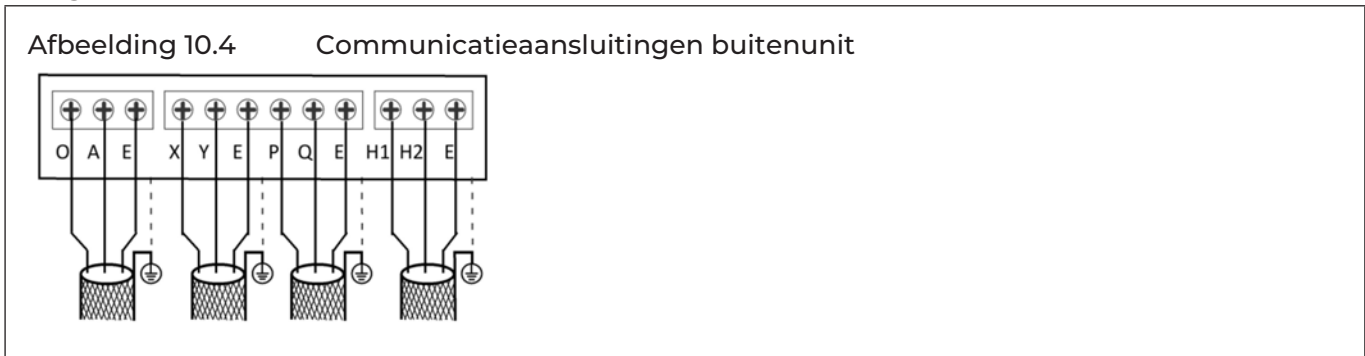 Afbeelding 10.4 Communicatieaansluitingen buitenunit
O A E X Y E P Q E H1 H2 E